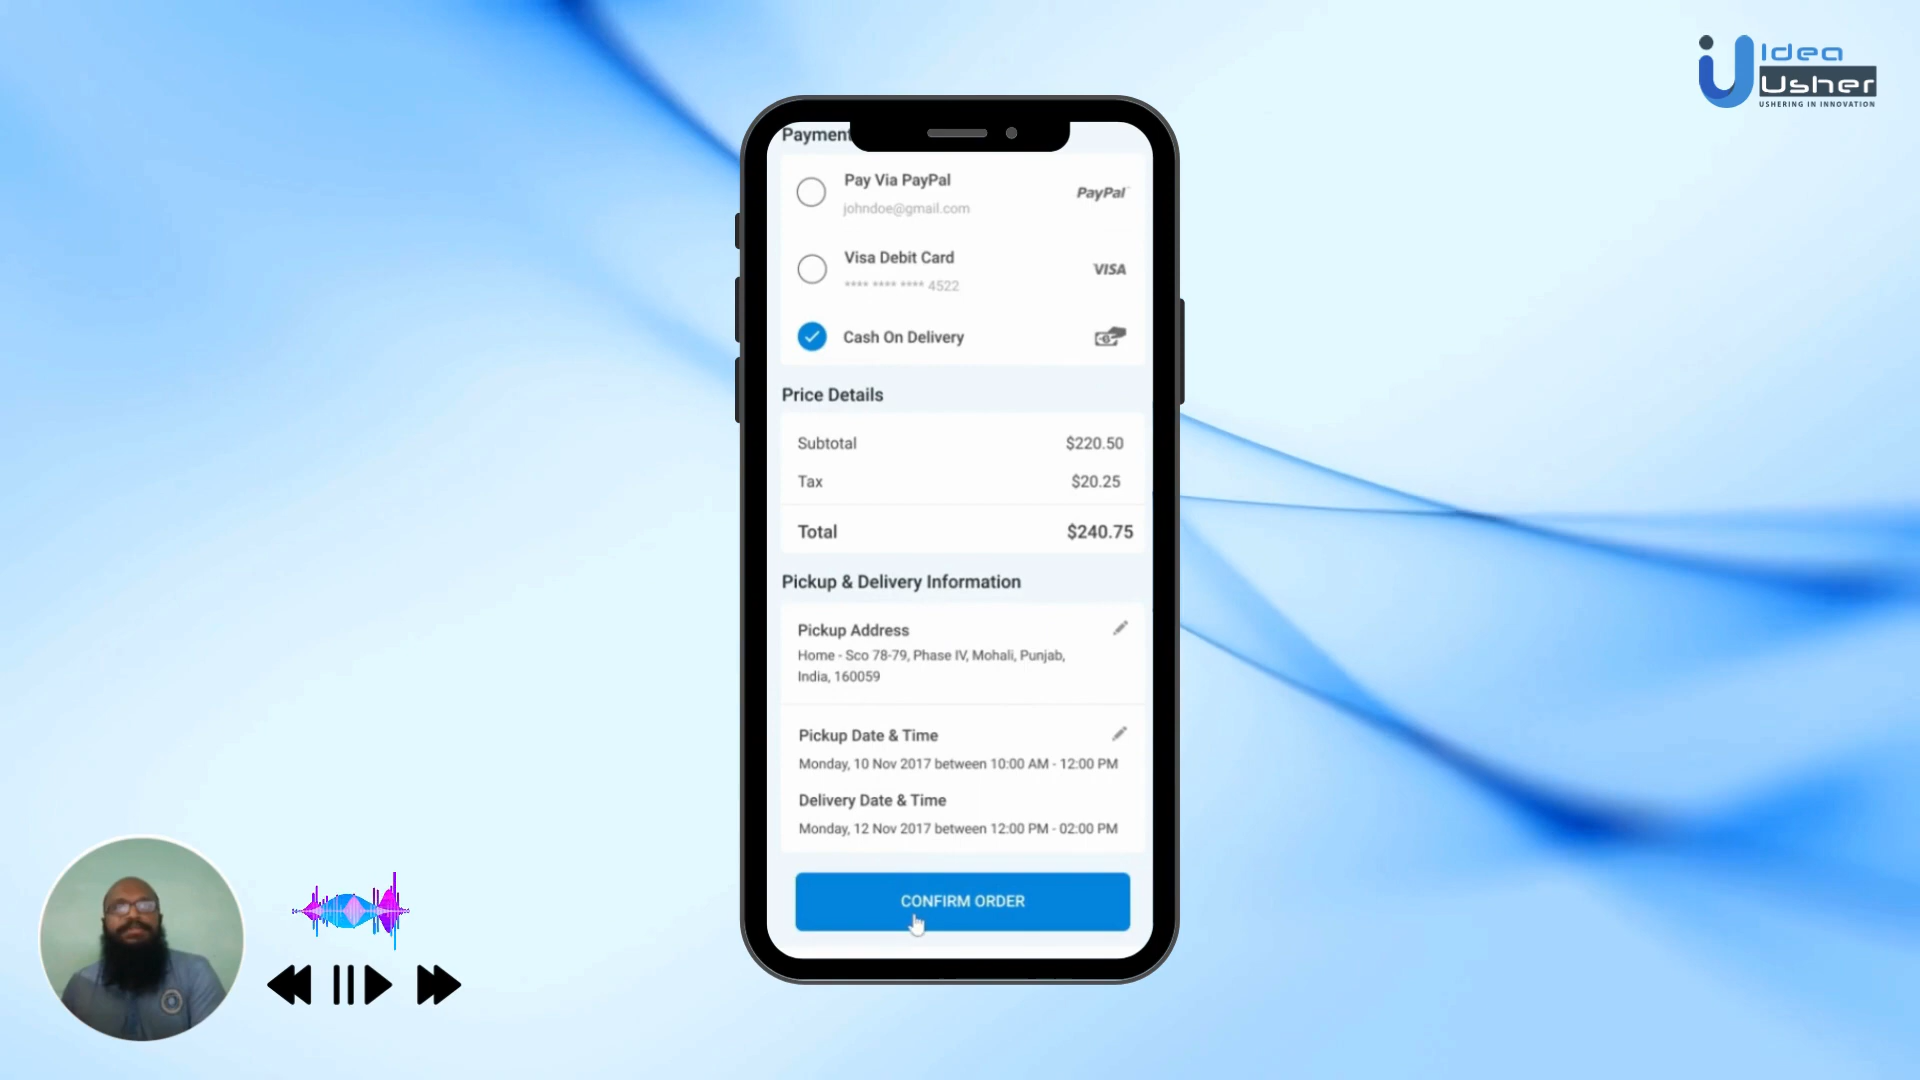 Idea
Usher
USHERING IN INNOVATION
Payment
Pay Via PayPal
PayPal
johndoe@gmail.com
Visa Debit Card
VISA
**** **** **** 4522
Cash On Delivery
Price Details
Subtotal $220.50
Tax $20.25
Total $240.75
Pickup & Delivery Information
Pickup Address
Home - Sco 78-79, Phase IV, Mohali, Punjab,
India, 160059
Pickup Date & Time
Monday, 10 Nov 2017 between 10:00 AM - 12:00 PM
Delivery Date & Time
Monday, 12 Nov 2017 between 12:00 PM - 02:00 PM
CONFIRM ORDER